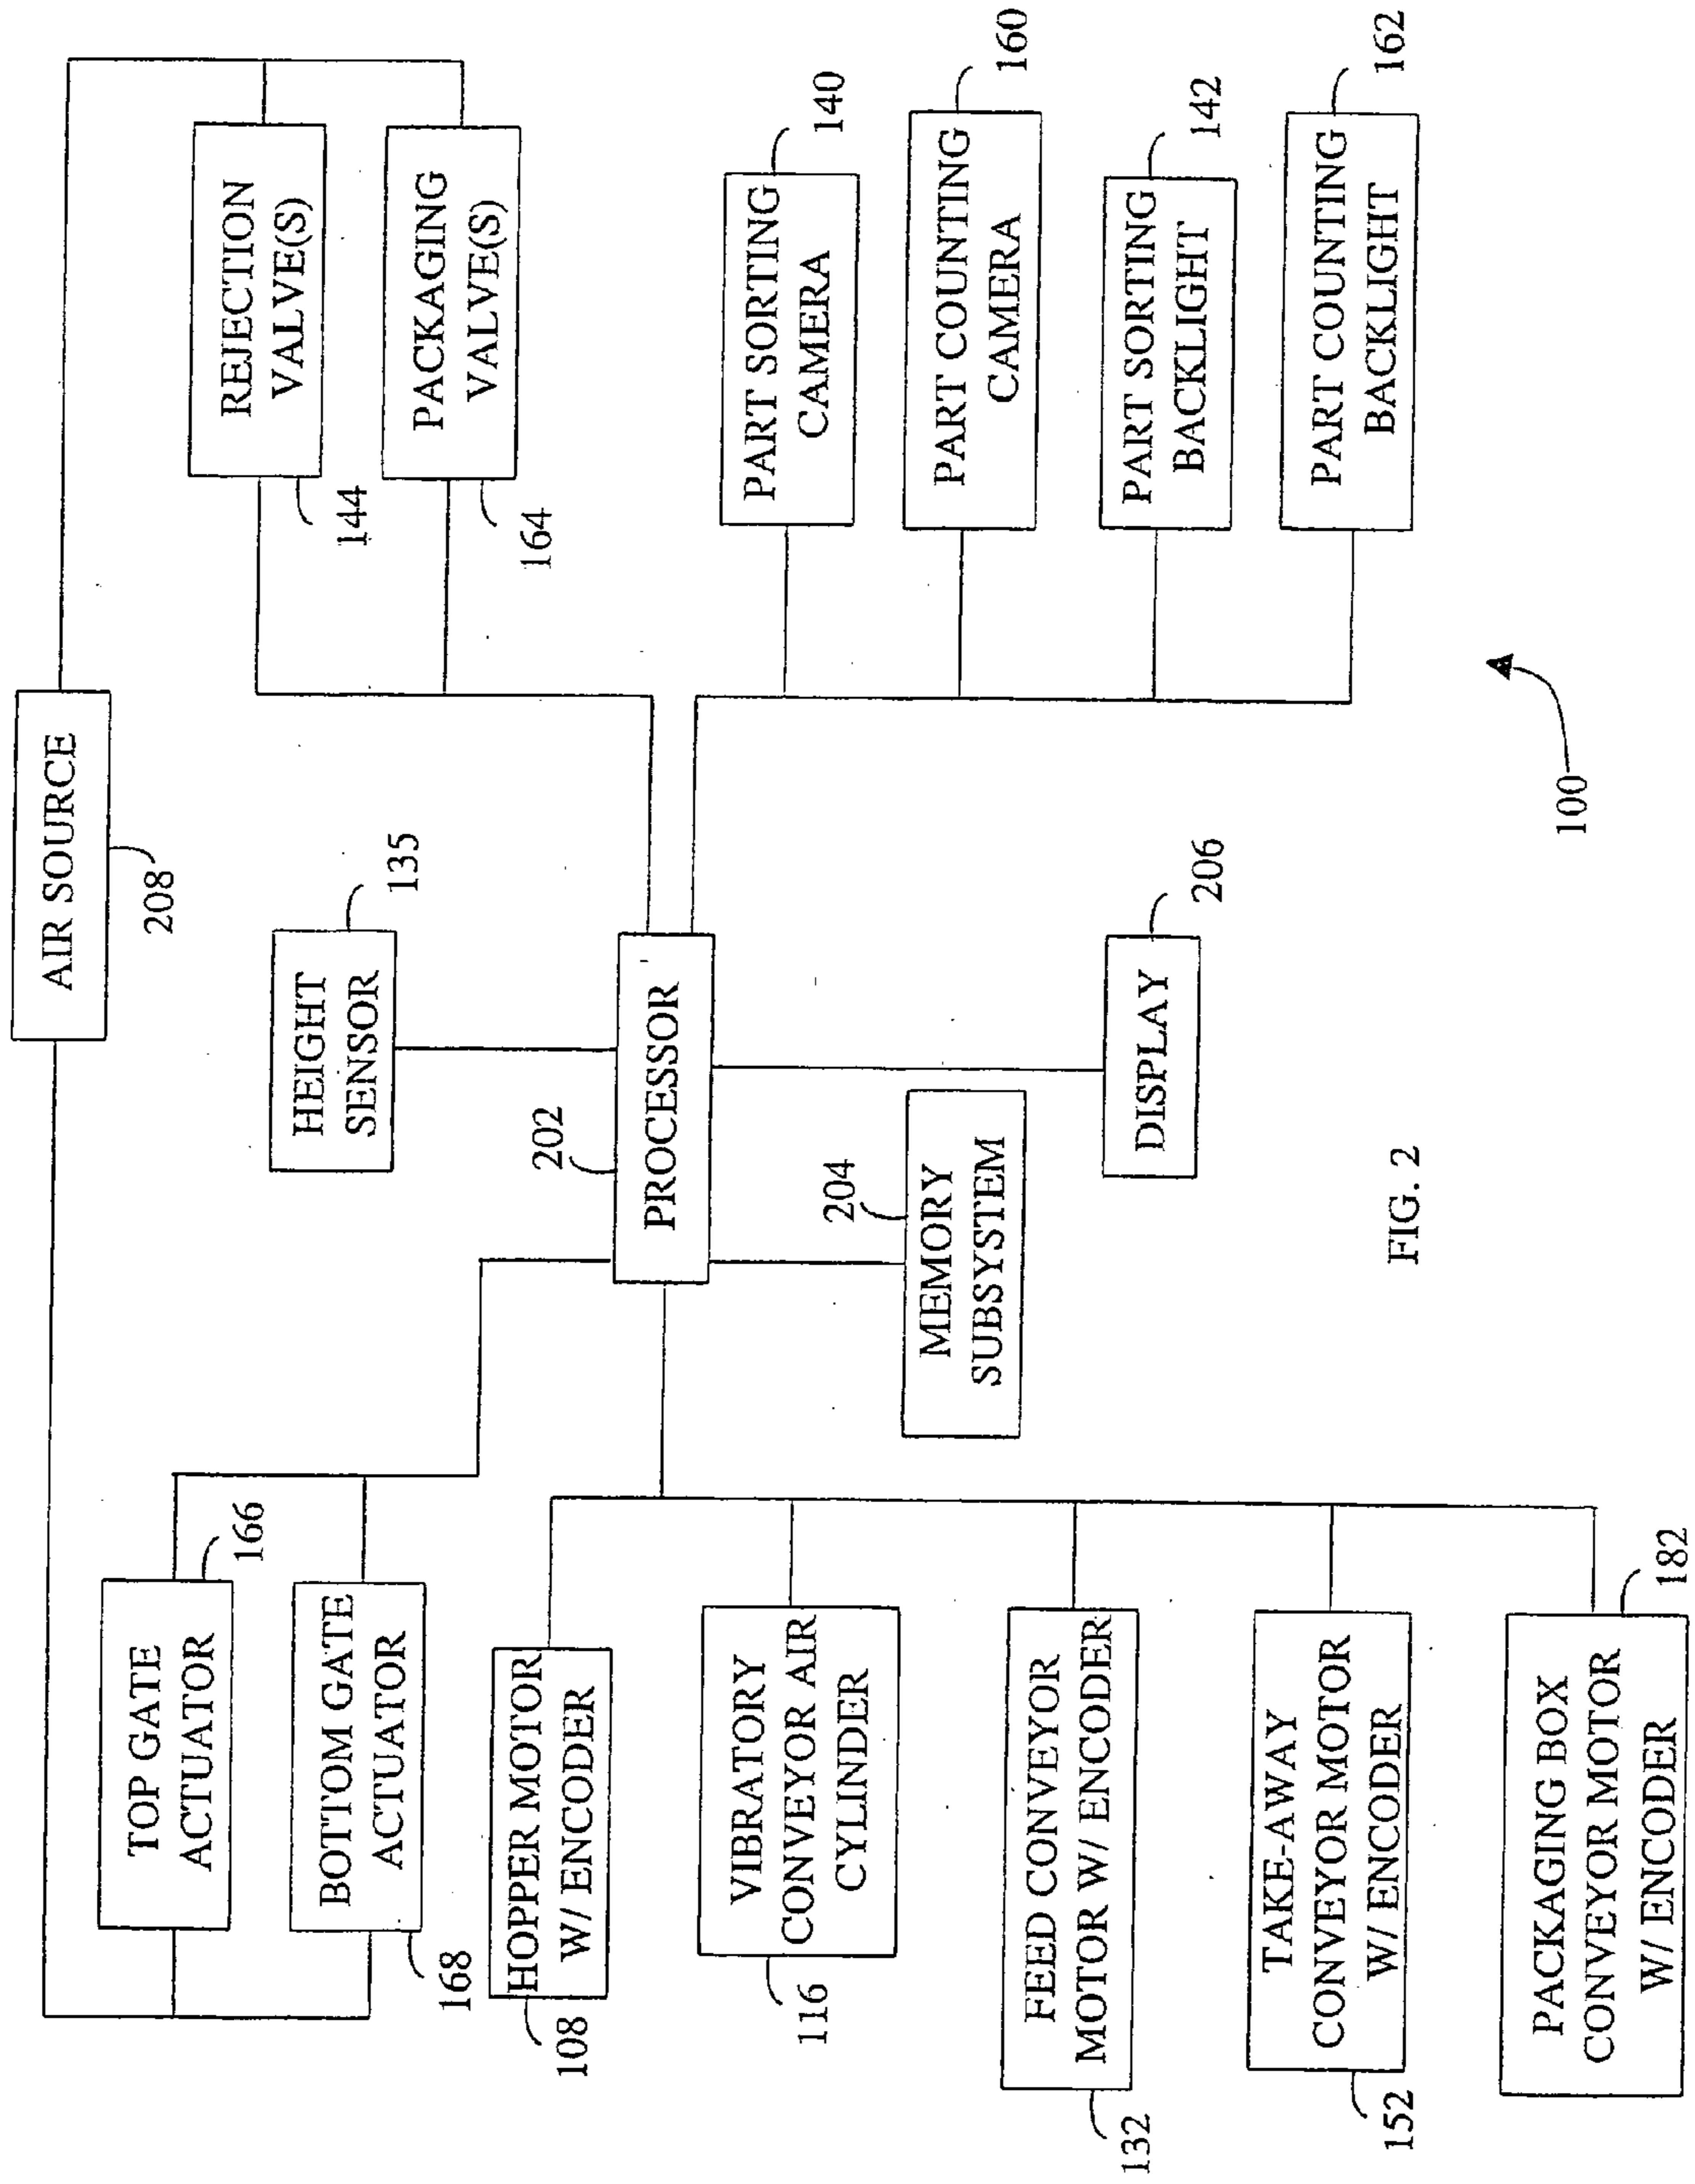 AIR SOURCE
208
TOP GATE
ACTUATOR
166
BOTTOM GATE
ACTUATOR
168
HEIGHT
SENSOR
135
REJECTION
VALVE(S)
144
PACKAGING
VALVE(S)
164
HOPPER MOTOR
W/ ENCODER
108
VIBRATORY
CONVEYOR AIR
CYLINDER
116
FEED CONVEYOR
MOTOR W/ ENCODER
132
TAKE-AWAY
CONVEYOR MOTOR
W/ ENCODER
152
PACKAGING BOX
CONVEYOR MOTOR
W/ ENCODER
182
202
PROCESSOR
204
MEMORY
SUBSYSTEM
DISPLAY
206
PART SORTING
CAMERA
140
PART COUNTING
CAMERA
160
PART SORTING
BACKLIGHT
142
PART COUNTING
BACKLIGHT
162
100
FIG. 2